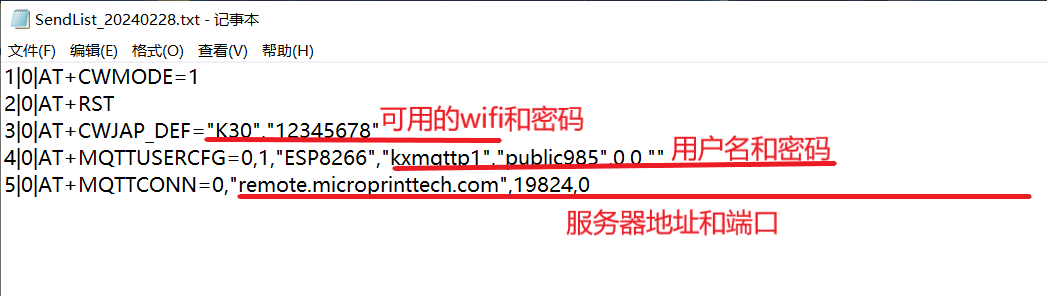 SendList_20240228.txt - 记事本
文件(F) 编辑(E) 格式(O) 查看(V) 帮助(H)
1|0|AT+CWMODE=1
2|0|AT+RST
3|0|AT+CWJAP_DEF="K30","12345678" 可用的wifi和密码
4|0|AT+MQTTUSERCFG=0,1,"ESP8266","kxmqttp1","public985",0,0,"" 用户名和密码
5|0|AT+MQTTCONN=0,"remote.microprinttech.com",19824,0
服务器地址和端口